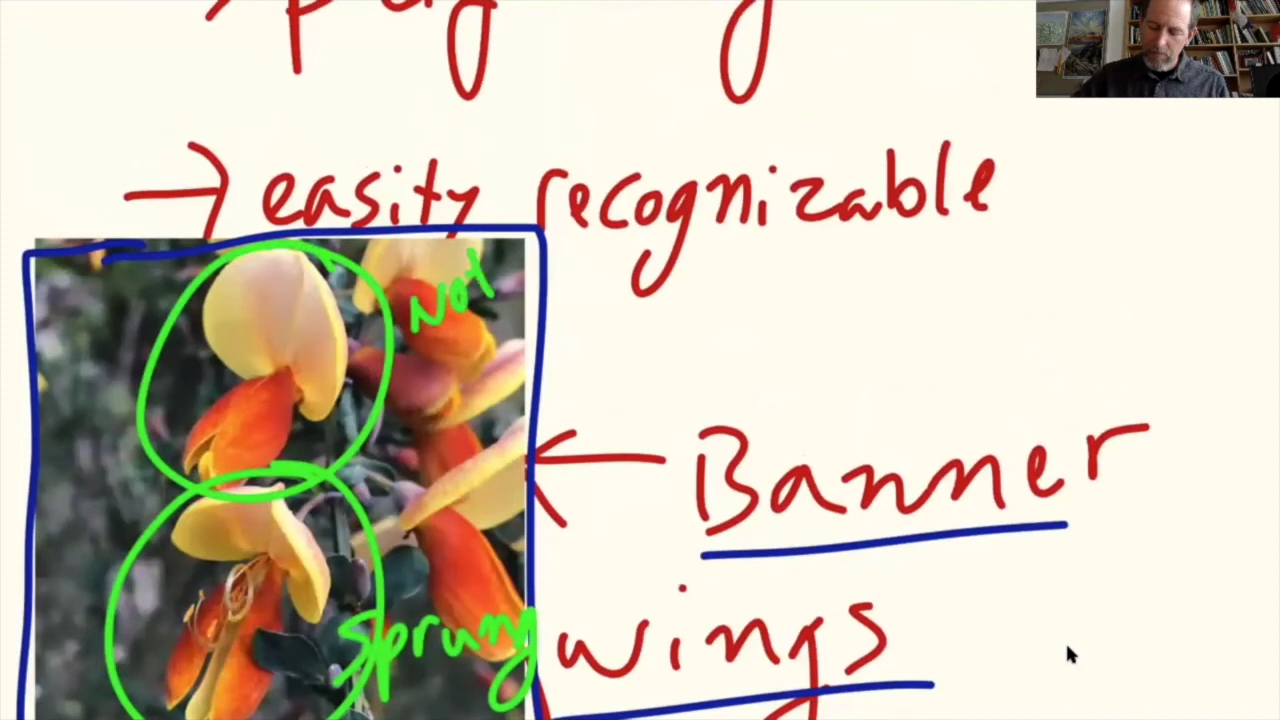 easity recognizable
Not
Banner
sprung
wings